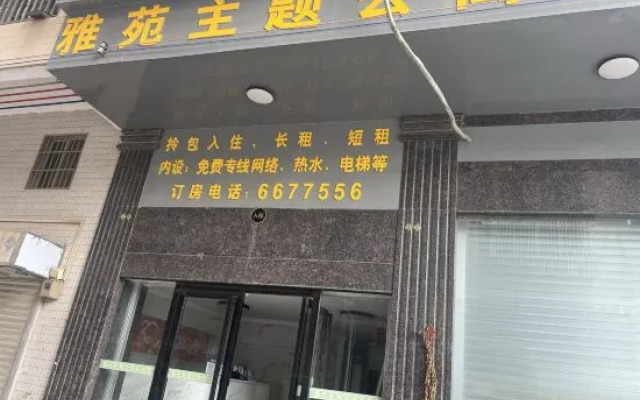 雅苑主题公寓
拎包入住、长租、短租
内设：免费专线网络、热水、电梯等
订房电话：6677556